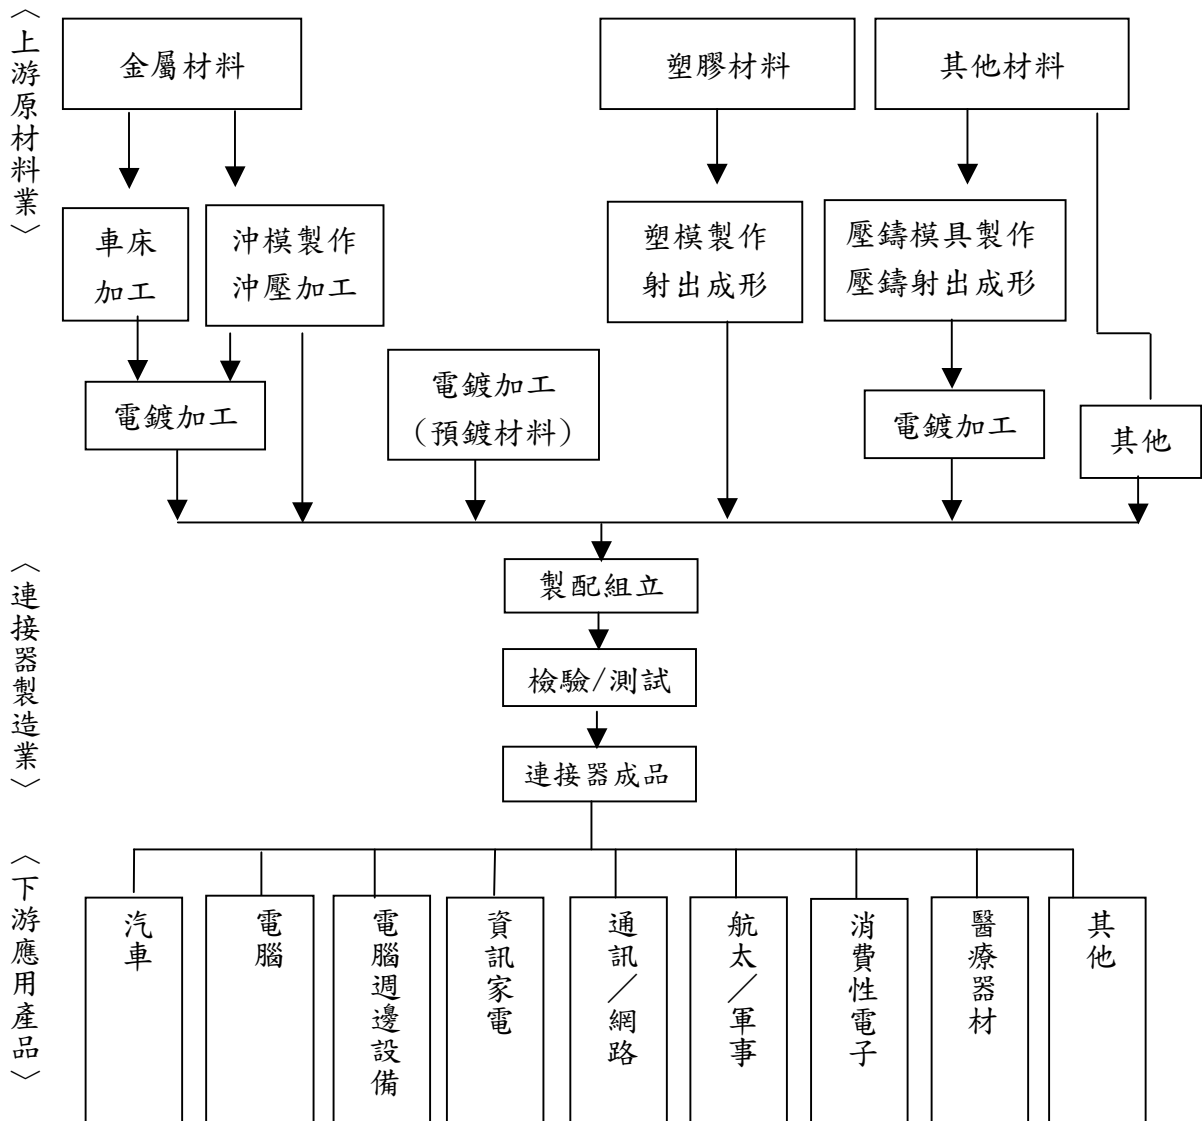 〈上游原材料業〉
金屬材料
塑膠材料
其他材料
車床
加工
沖模製作
沖壓加工
塑模製作
射出成形
壓鑄模具製作
壓鑄射出成形
電鍍加工
電鍍加工
（預鍍材料）
電鍍加工
其他
〈連接器製造業〉
製配組立
檢驗/測試
連接器成品
〈下游應用產品〉
汽車
電腦
電腦週邊設備
資訊家電
通訊／網路
航太／軍事
消費性電子
醫療器材
其他